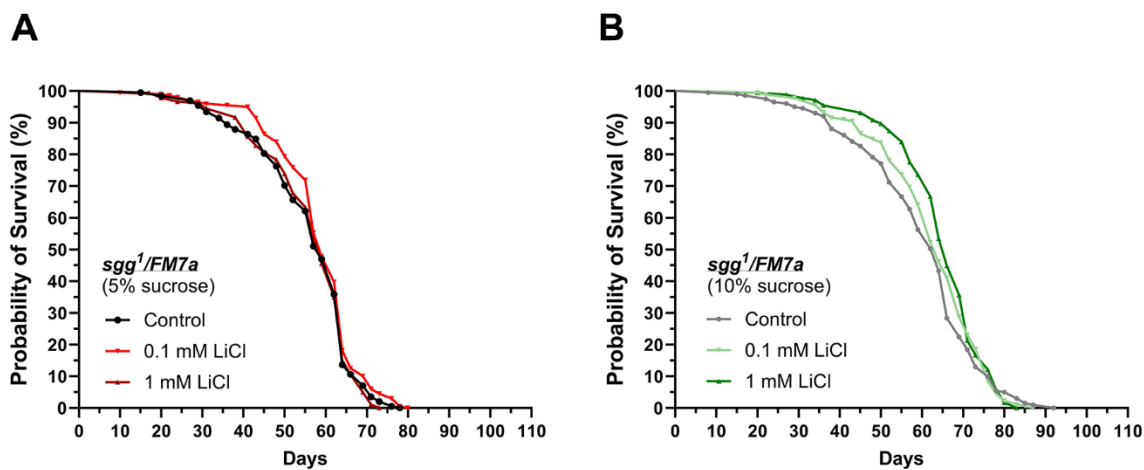 A
Probability of Survival (%)
100
90
80
70
60
50
40
30
20
10
0
sgg¹/FM7a
(5% sucrose)
Control
0.1 mM LiCl
1 mM LiCl
0 10 20 30 40 50 60 70 80 90 100 110
Days
B
Probability of Survival (%)
100
90
80
70
60
50
40
30
20
10
0
sgg¹/FM7a
(10% sucrose)
Control
0.1 mM LiCl
1 mM LiCl
0 10 20 30 40 50 60 70 80 90 100 110
Days